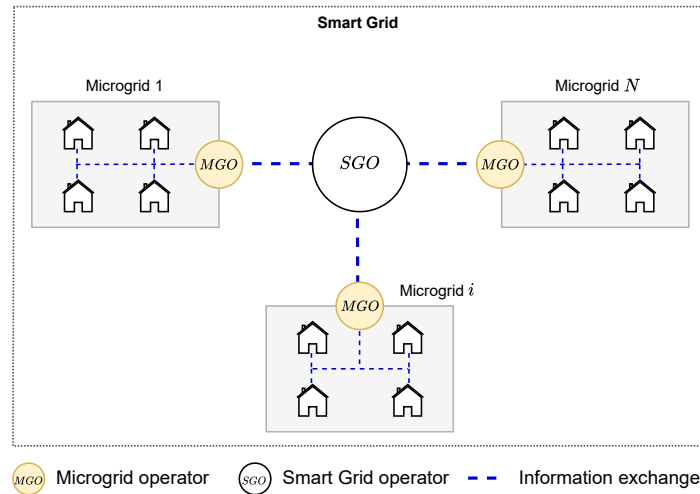 Smart Grid
Microgrid 1
Microgrid N
MGO
SGO
MGO
Microgrid i
MGO
MGO Microgrid operator SGO Smart Grid operator Information exchange